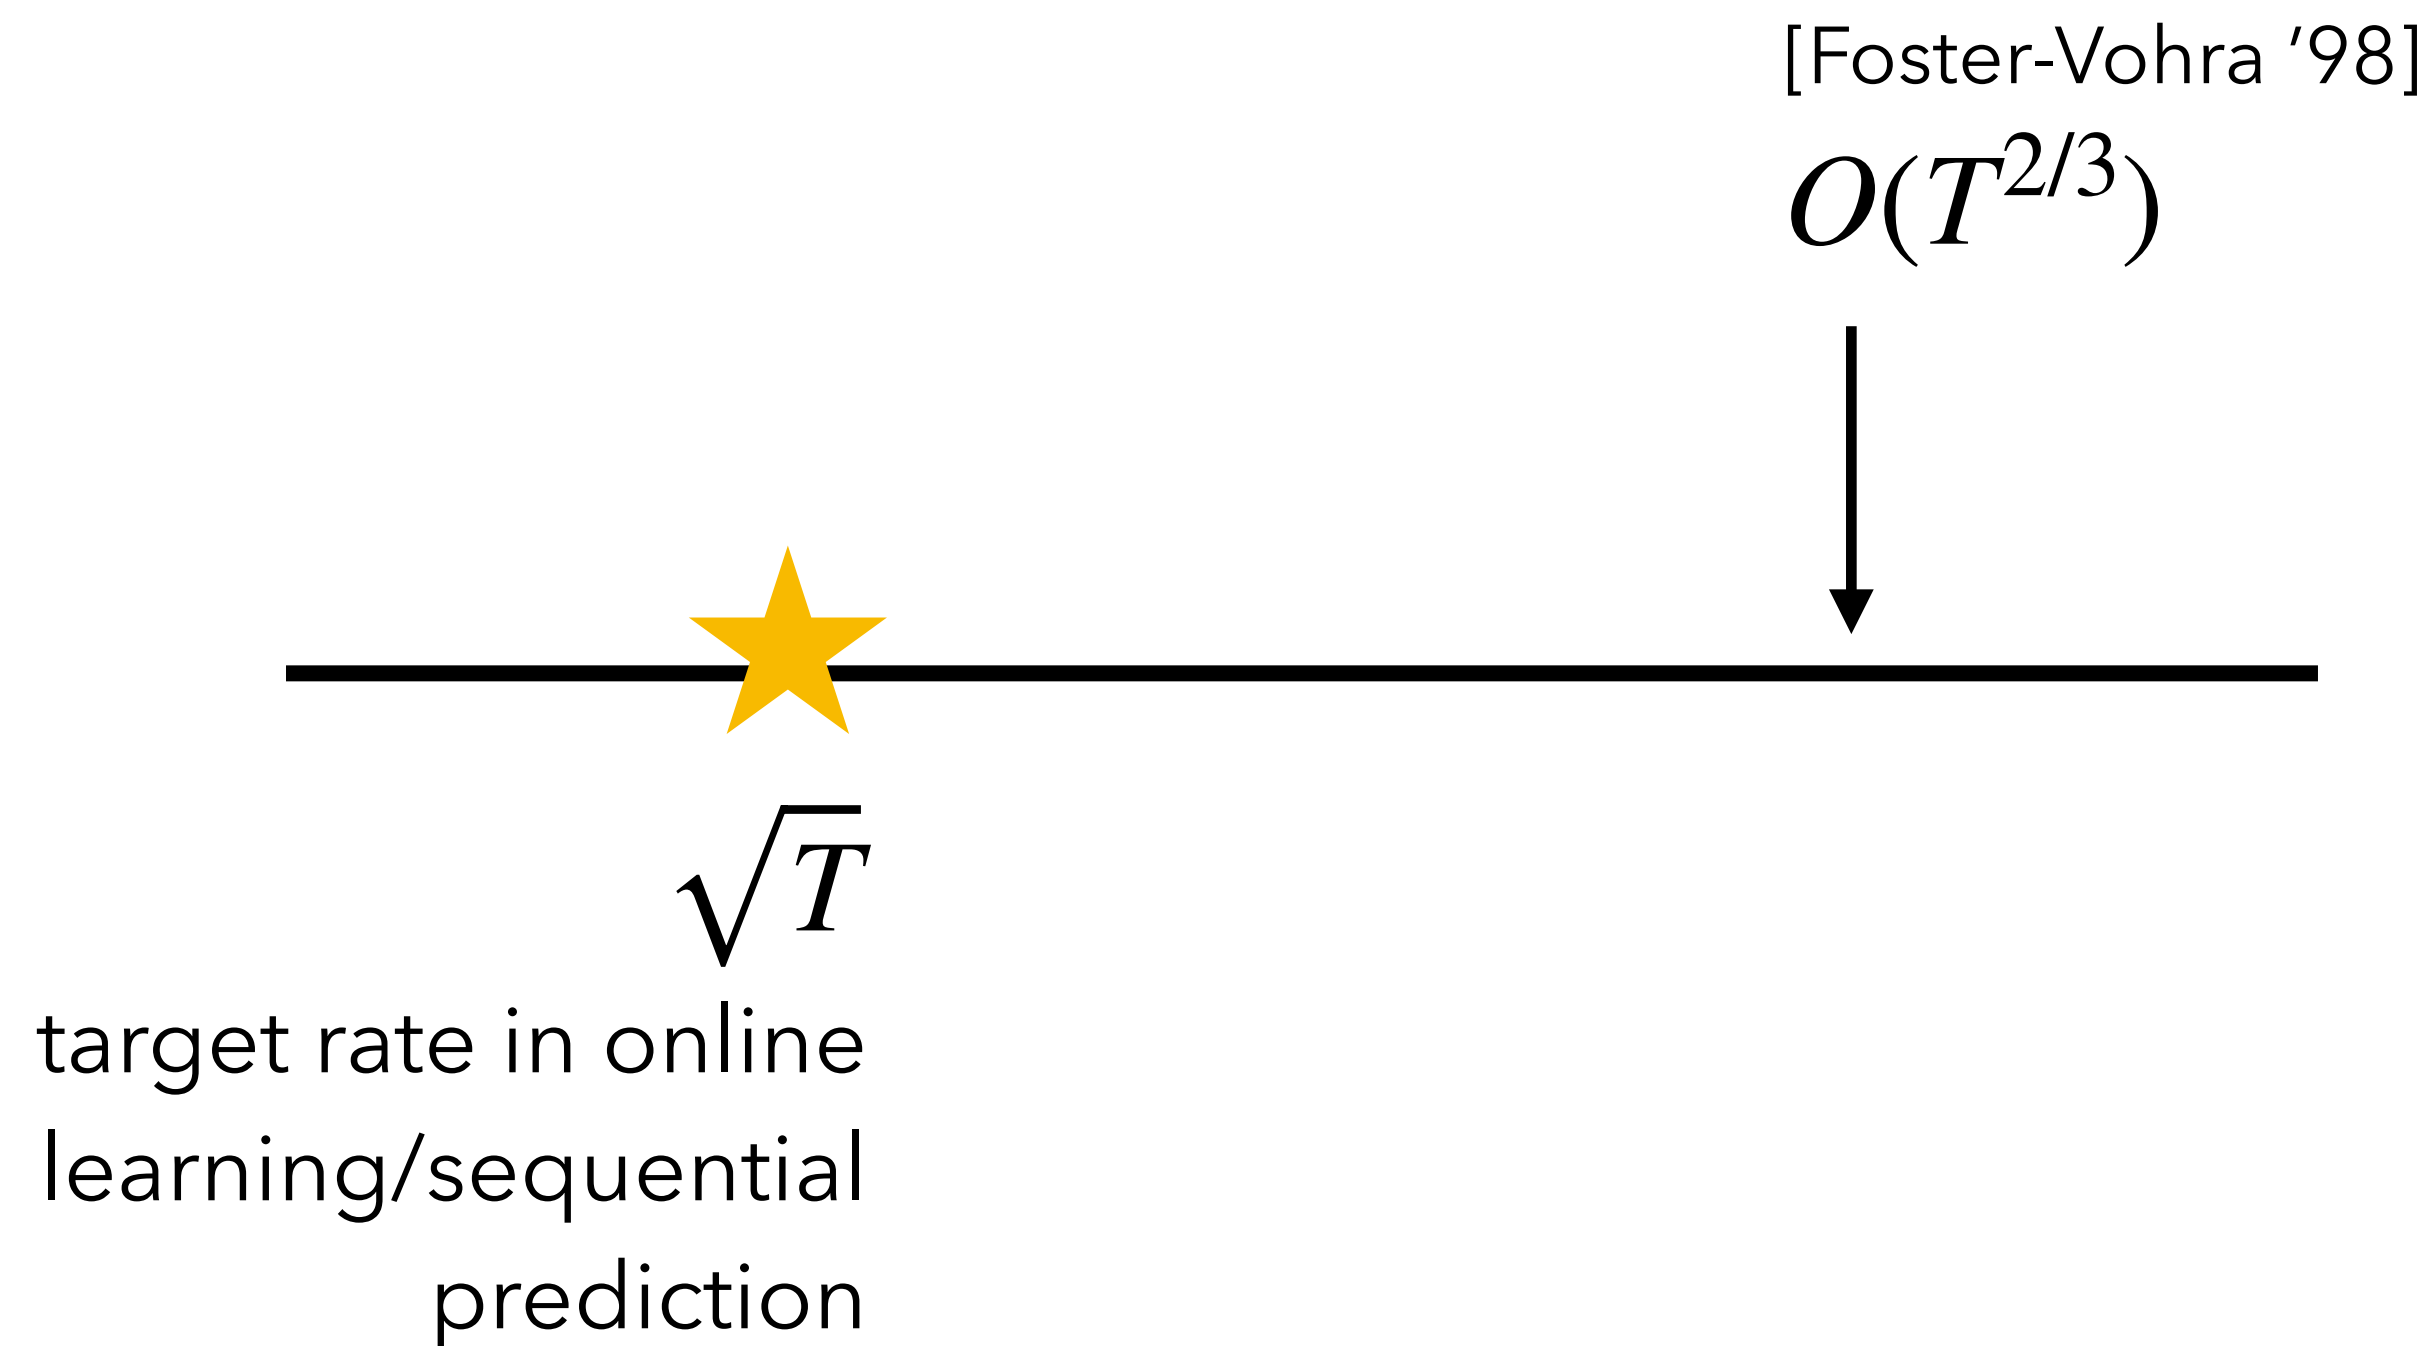 [Foster-Vohra ’98]
O(T^{2/3})
√T
target rate in online
learning/sequential
prediction